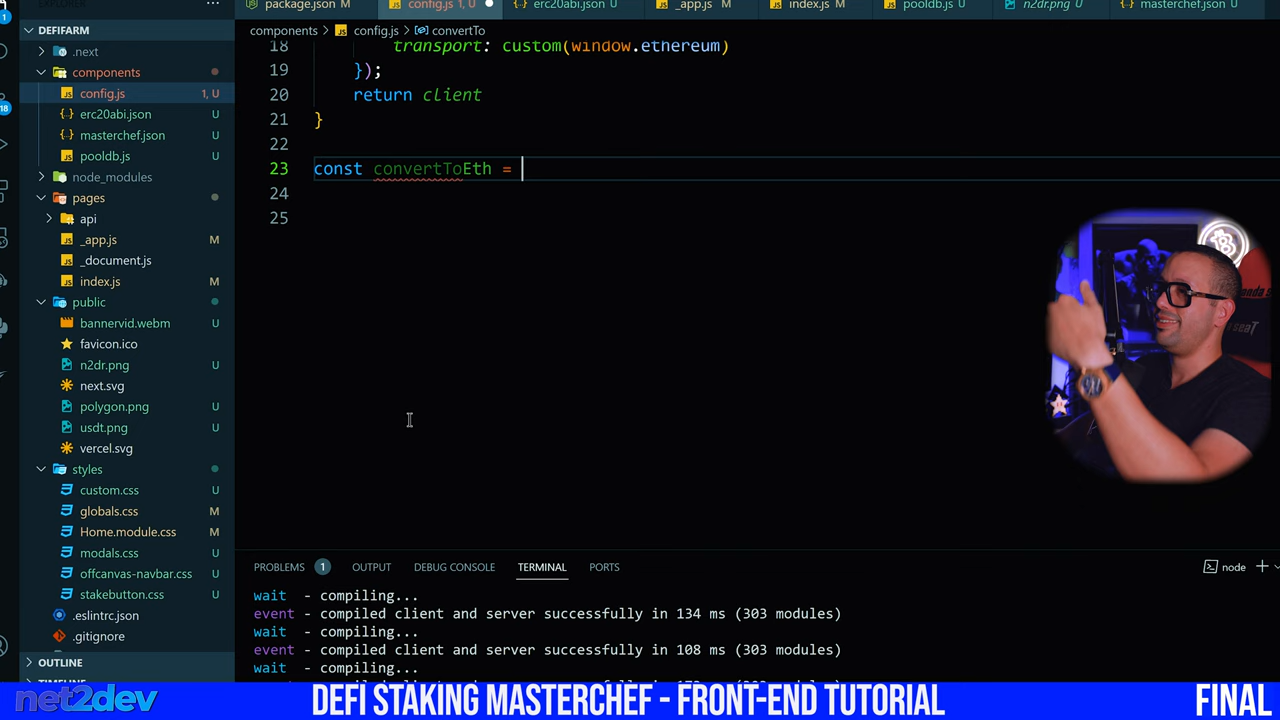 EXPLORER
package.json M
config.js 1, U
erc20abi.json U
_app.js M
index.js M
pooldb.js U
n2dr.png U
masterchef.json U
DEFIFARM
components > config.js > convertTo
.next
components
config.js 1, U
erc20abi.json U
masterchef.json U
pooldb.js U
node_modules
pages
api
_app.js M
_document.js
index.js M
public
bannervid.webm U
favicon.ico
n2dr.png U
next.svg
polygon.png U
usdt.png U
vercel.svg
styles
custom.css U
globals.css M
Home.module.css M
modals.css U
offcanvas-navbar.css U
stakebutton.css U
.eslintrc.json
.gitignore
OUTLINE
18 transport: custom(window.ethereum)
19 });
20 return client
21 }
22
23 const convertToEth =
24
25
PROBLEMS 1 OUTPUT DEBUG CONSOLE TERMINAL PORTS
node
wait - compiling...
event - compiled client and server successfully in 134 ms (303 modules)
wait - compiling...
event - compiled client and server successfully in 108 ms (303 modules)
wait - compiling...
18
net2dev
DEFI STAKING MASTERCHEF - FRONT-END TUTORIAL
FINAL